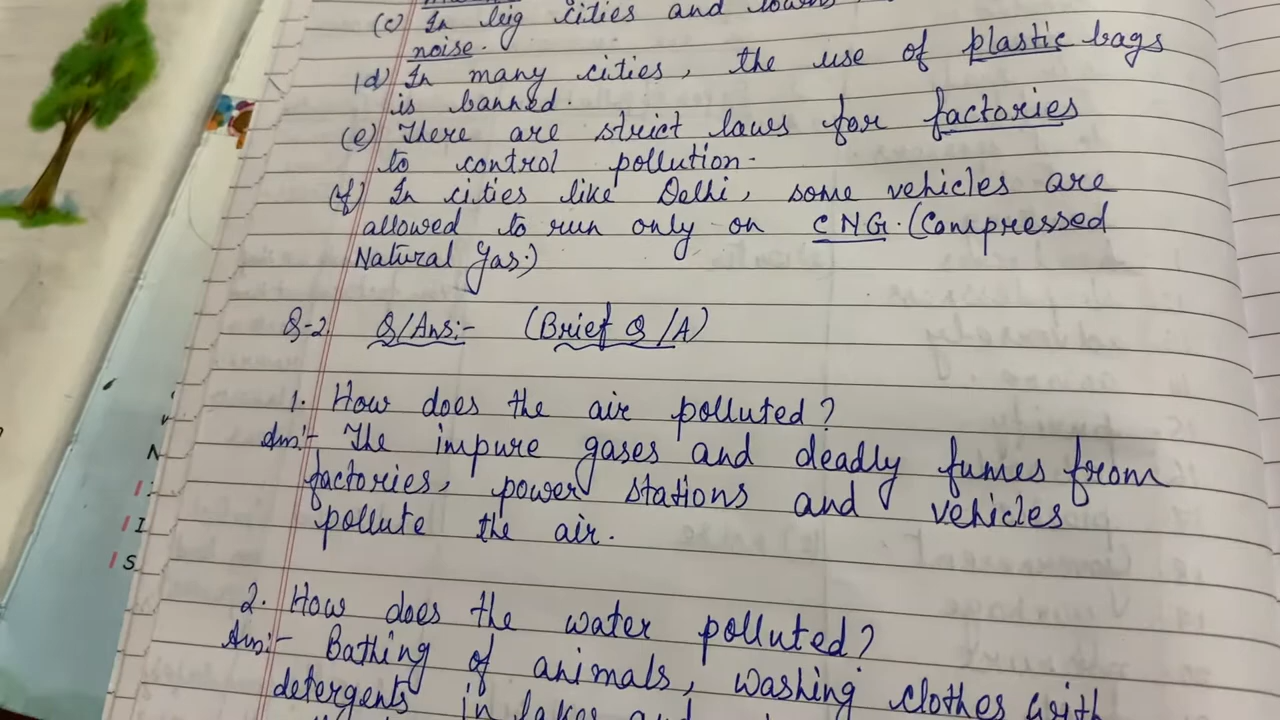 (c) In big cities and towns
noise.
(d) In many cities, the use of plastic bags
is banned.
(e) There are strict laws for factories
to control pollution.
(f) In cities like Delhi, some vehicles are
allowed to run only on CNG. (Compressed
Natural Gas.)
Q-2 Q/Ans:- (Brief Q/A)
1. How does the air polluted?
Ans:- The impure gases and deadly fumes from
factories, power stations and vehicles
pollute the air.
2. How does the water polluted?
Ans:- Bathing of animals, washing clothes with
detergents in lakes and